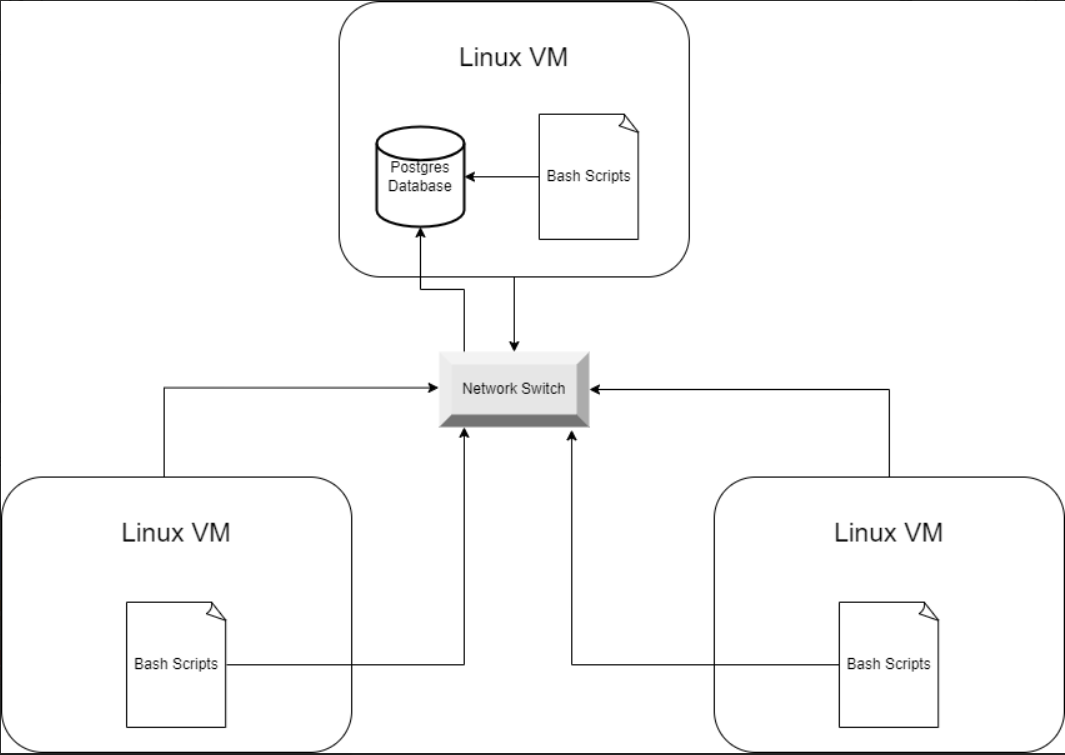 Linux VM
Postgres
Database
Bash Scripts
Network Switch
Linux VM
Linux VM
Bash Scripts
Bash Scripts